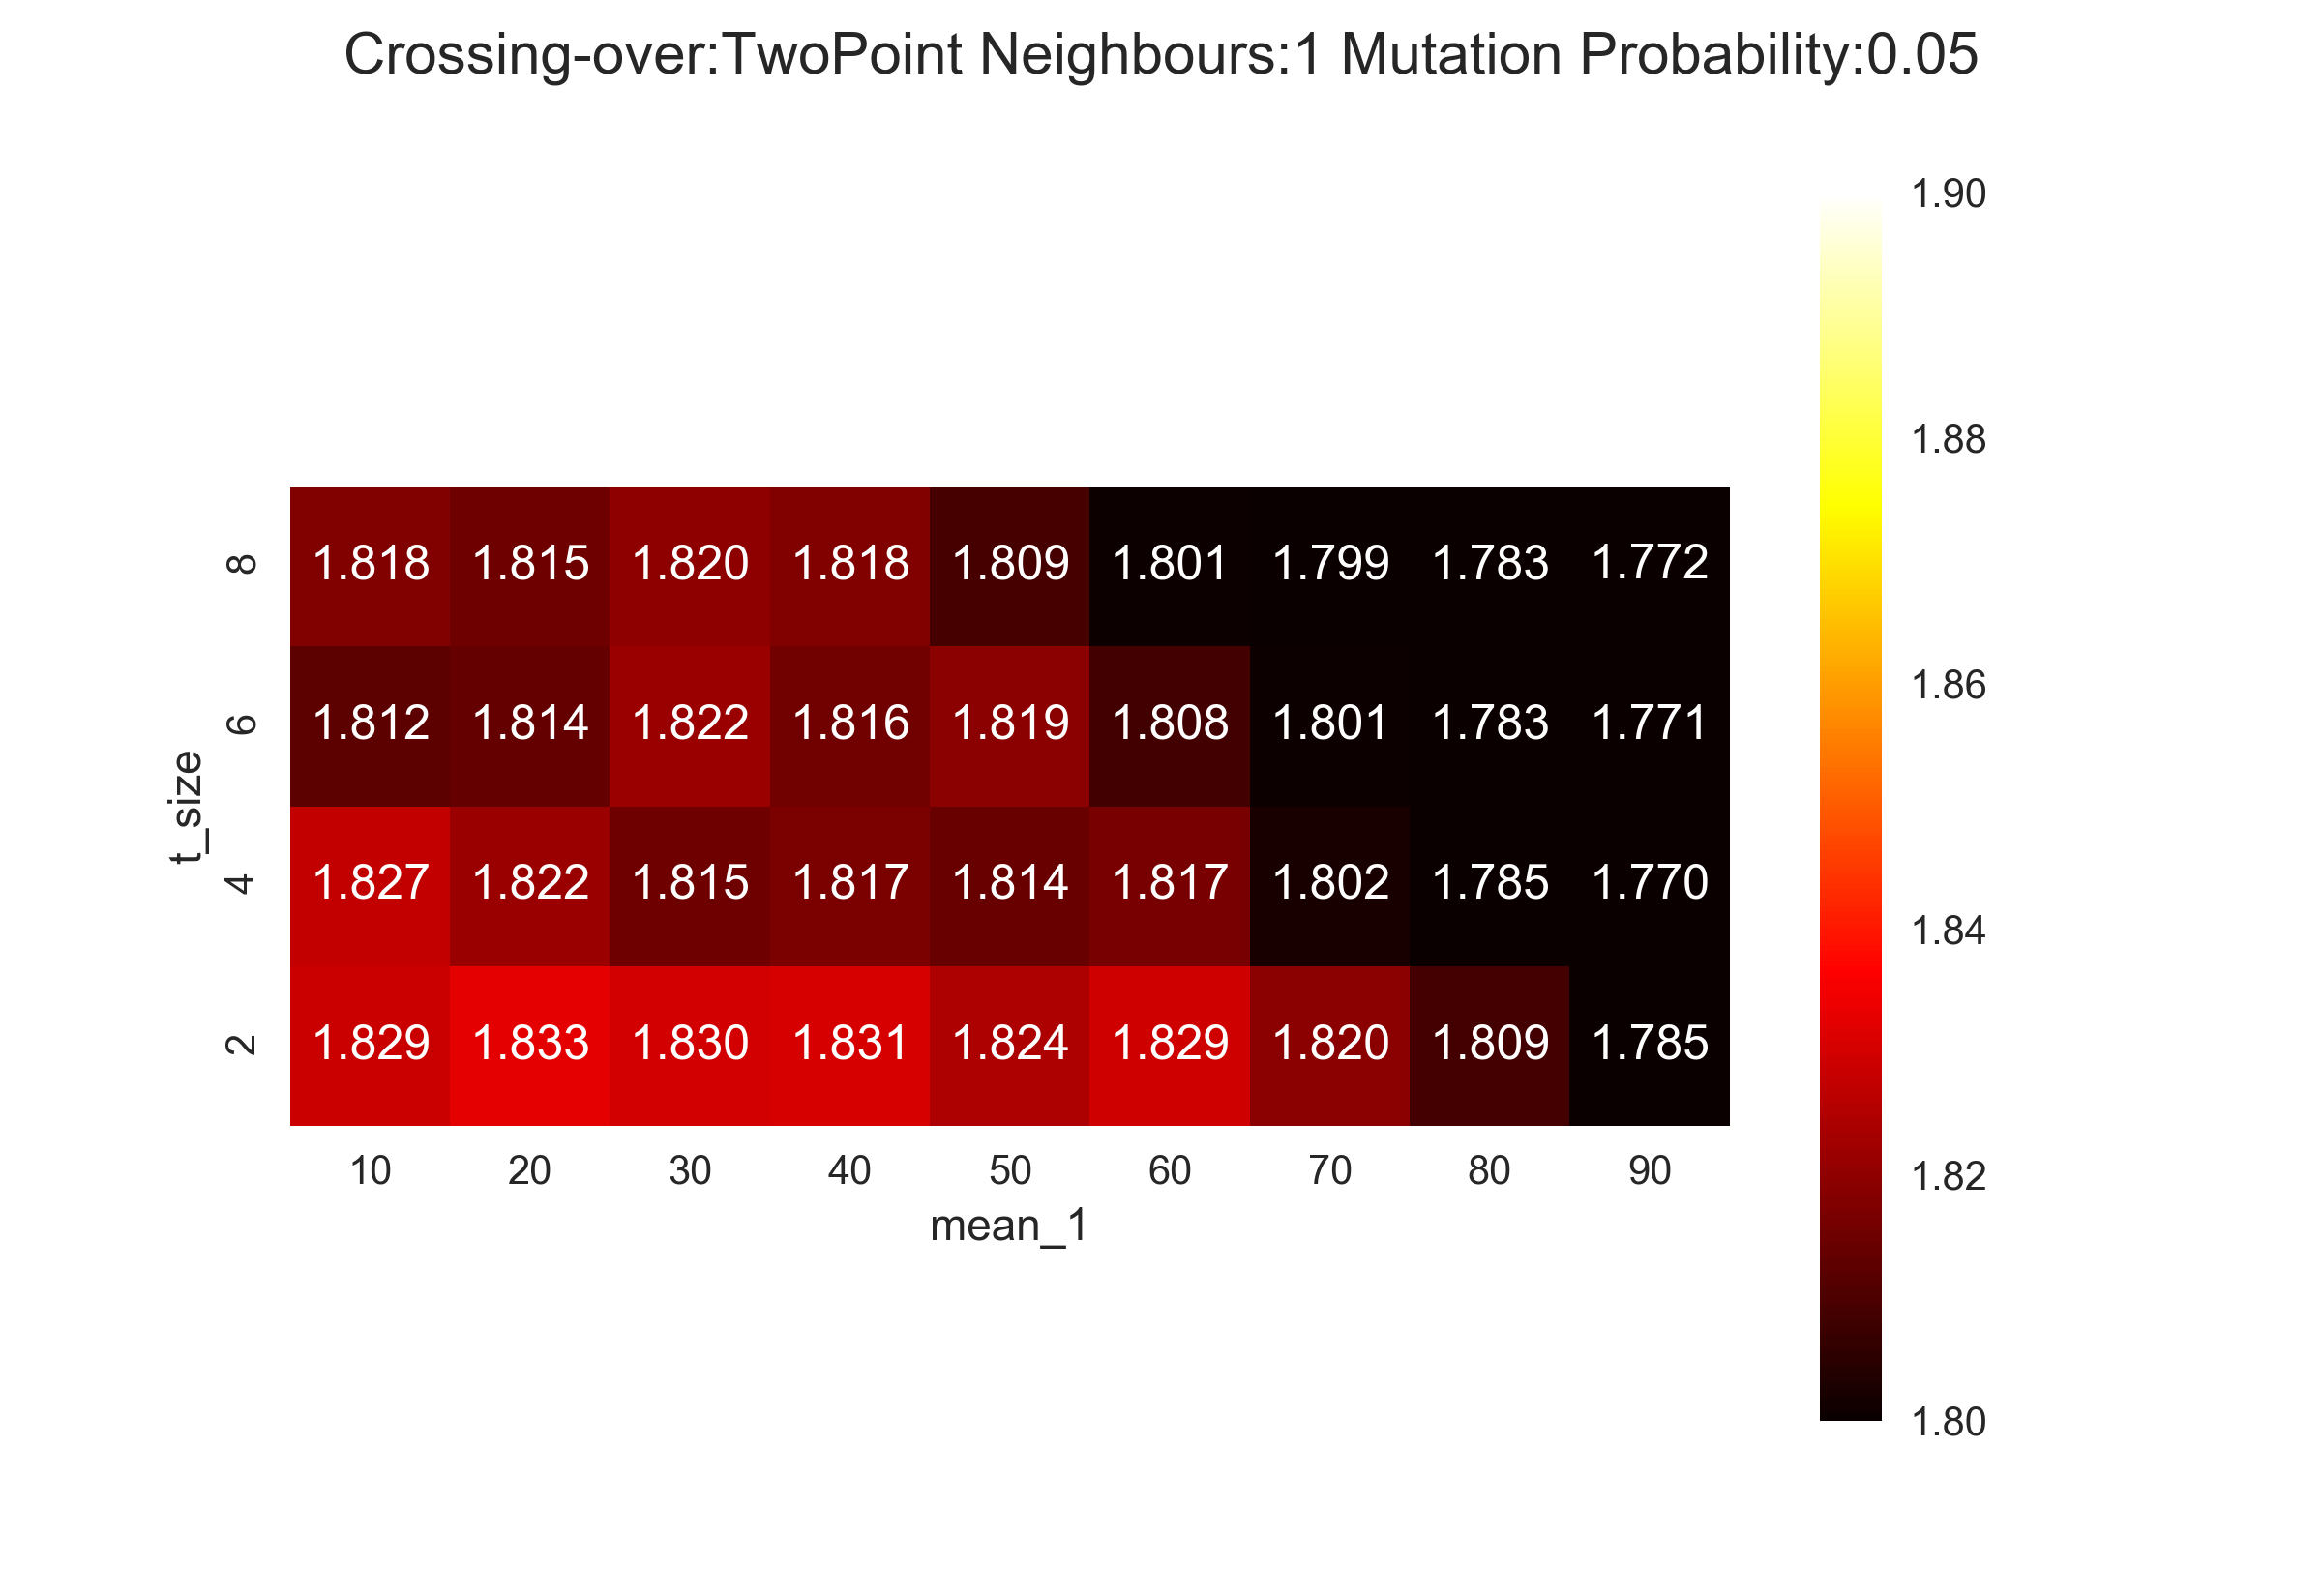 Crossing-over:TwoPoint Neighbours:1 Mutation Probability:0.05
t_size
8 1.818 1.815 1.820 1.818 1.809 1.801 1.799 1.783 1.772
6 1.812 1.814 1.822 1.816 1.819 1.808 1.801 1.783 1.771
4 1.827 1.822 1.815 1.817 1.814 1.817 1.802 1.785 1.770
2 1.829 1.833 1.830 1.831 1.824 1.829 1.820 1.809 1.785
10 20 30 40 50 60 70 80 90
mean_1
1.90
1.88
1.86
1.84
1.82
1.80